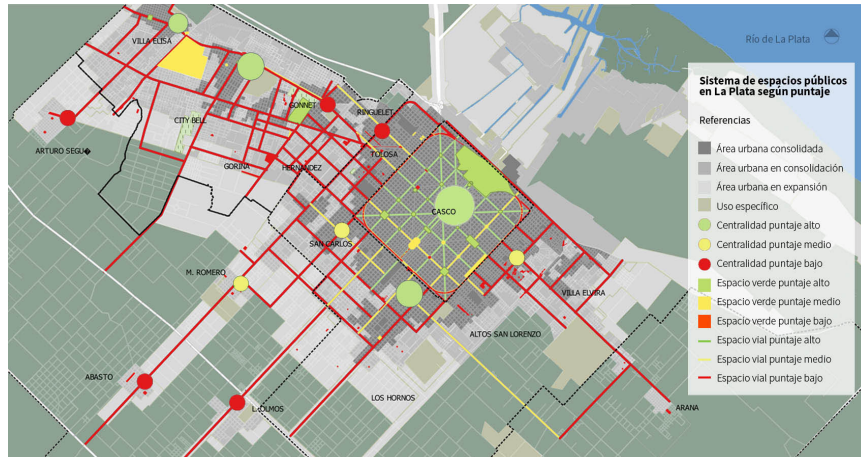 VILLA ELISA
Río de La Plata
Sistema de espacios públicos
en La Plata según puntaje
Referencias
Área urbana consolidada
Área urbana en consolidación
Área urbana en expansión
Uso específico
Centralidad puntaje alto
Centralidad puntaje medio
Centralidad puntaje bajo
Espacio verde puntaje alto
Espacio verde puntaje medio
Espacio verde puntaje bajo
Espacio vial puntaje alto
Espacio vial puntaje medio
Espacio vial puntaje bajo
GONNET
RINGUELET
CITY BELL
ARTURO SEGU�
TOLOSA
GORINA
HERNANDEZ
CASCO
SAN CARLOS
M. ROMERO
VILLA ELVIRA
ALTOS SAN LORENZO
ABASTO
LOS HORNOS
L. OLMOS
ARANA